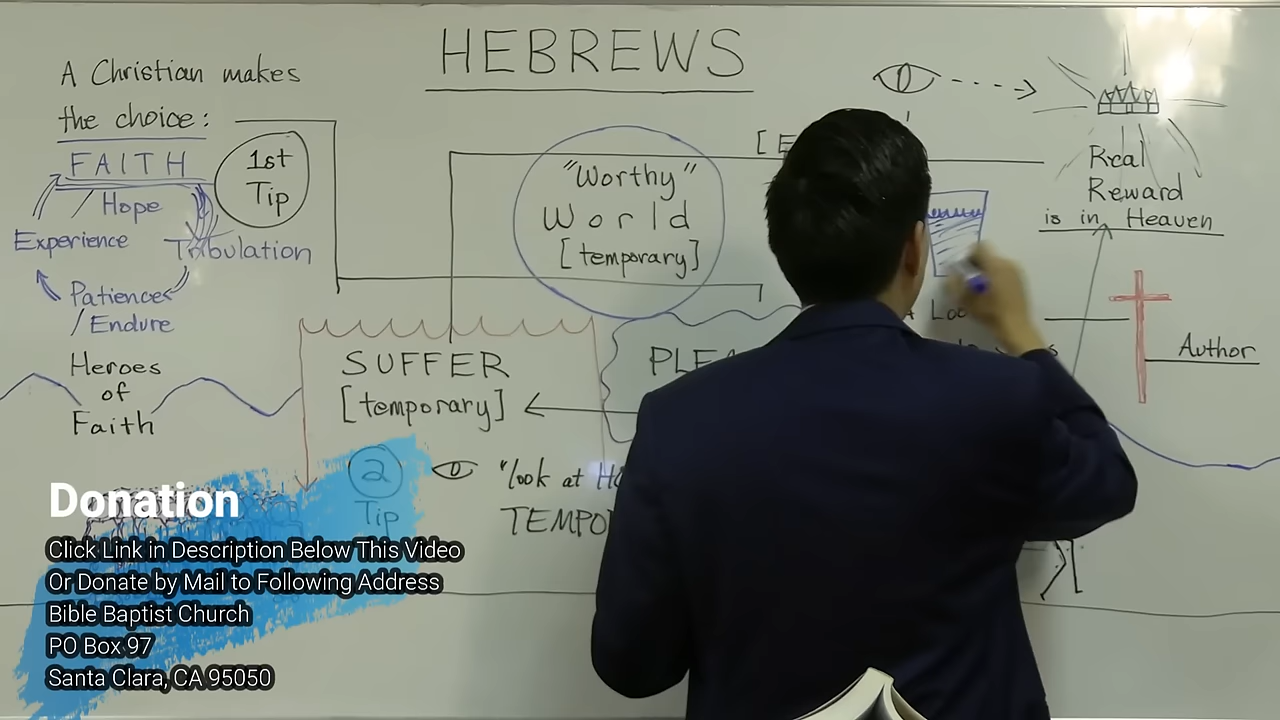 HEBREWS
A Christian makes
the choice:
FAITH
/ Hope
Experience
Tribulation
Patience
/ Endure
1st
Tip
Heroes
of
Faith
"Worthy"
World
[temporary]
SUFFER
[temporary]
2
Tip
"look at
Real
Reward
is in Heaven
Author
Donation
Click Link in Description Below This Video
Or Donate by Mail to Following Address
Bible Baptist Church
PO Box 97
Santa Clara, CA 95050